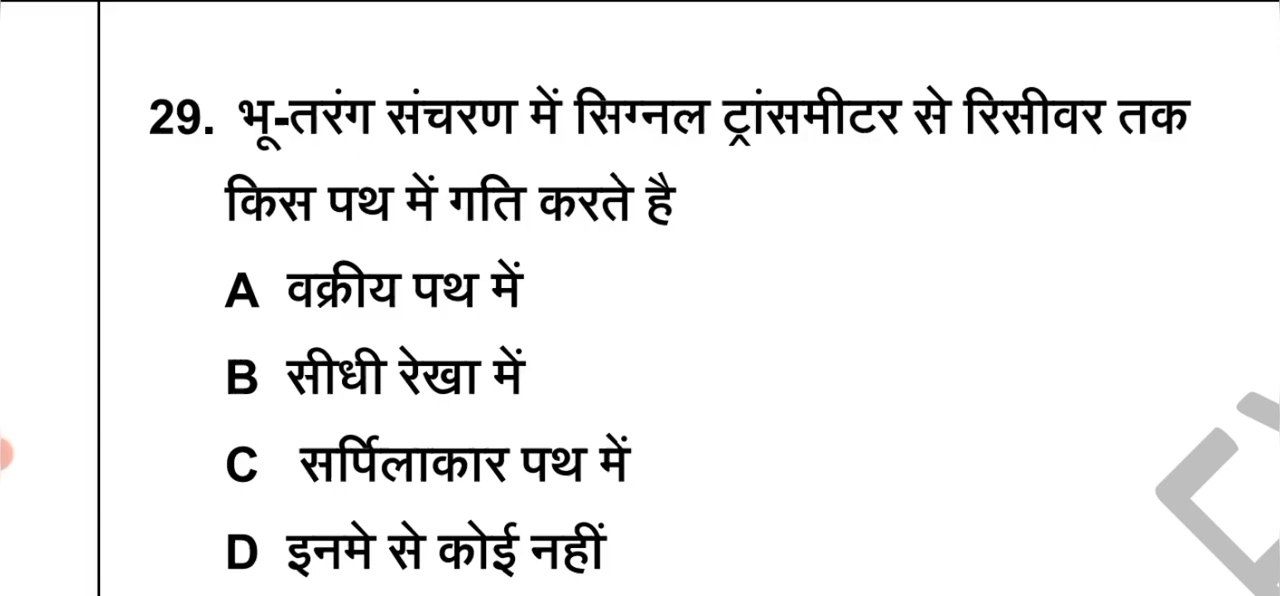 29. भू-तरंग संचरण में सिग्नल ट्रांसमीटर से रिसीवर तक
किस पथ में गति करते है
A वक्रीय पथ में
B सीधी रेखा में
C सर्पिलाकार पथ में
D इनमे से कोई नहीं